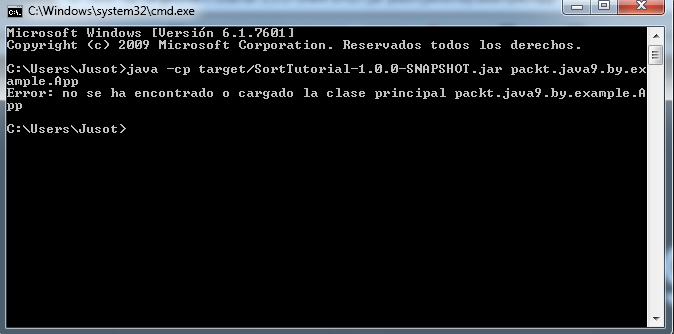 C:\Windows\system32\cmd.exe
Microsoft Windows [Versión 6.1.7601]
Copyright (c) 2009 Microsoft Corporation. Reservados todos los derechos.
C:\Users\Jusot>java -cp target/SortTutorial-1.0.0-SNAPSHOT.jar packt.java9.by.ex
ample.App
Error: no se ha encontrado o cargado la clase principal packt.java9.by.example.A
pp
C:\Users\Jusot>